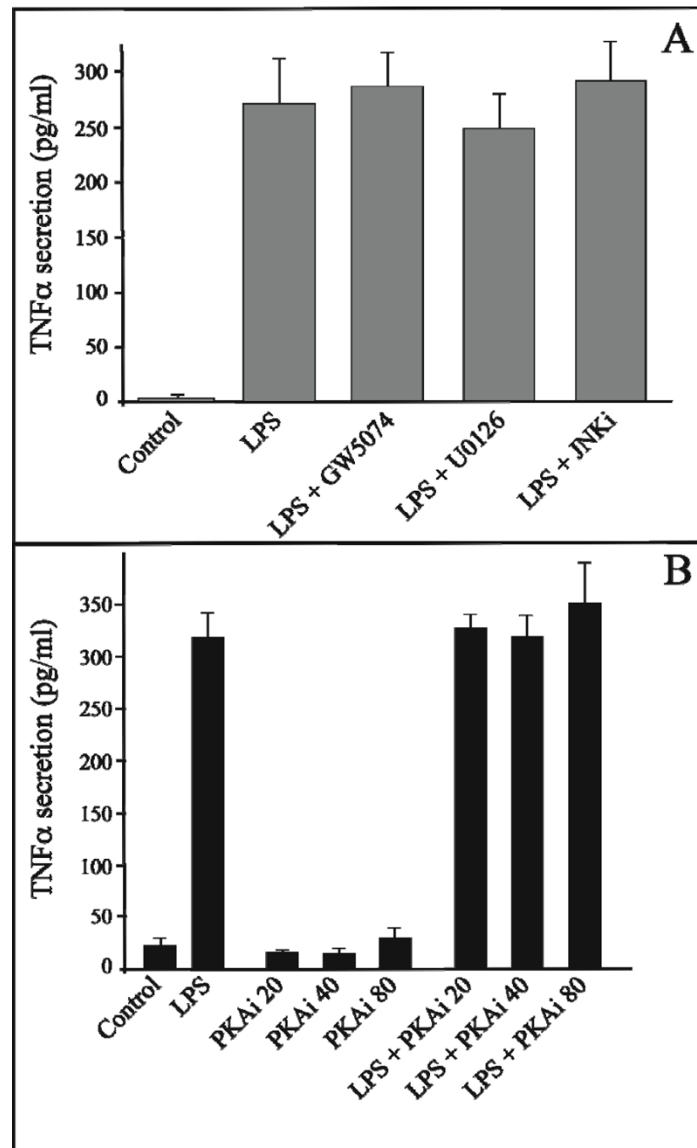 A
TNFα secretion (pg/ml)
300
250
200
150
100
50
0
Control
LPS
LPS + GW5074
LPS + U0126
LPS + JNKi
B
TNFα secretion (pg/ml)
350
300
250
200
150
100
50
0
Control
LPS
PKAi 20
PKAi 40
PKAi 80
LPS + PKAi 20
LPS + PKAi 40
LPS + PKAi 80